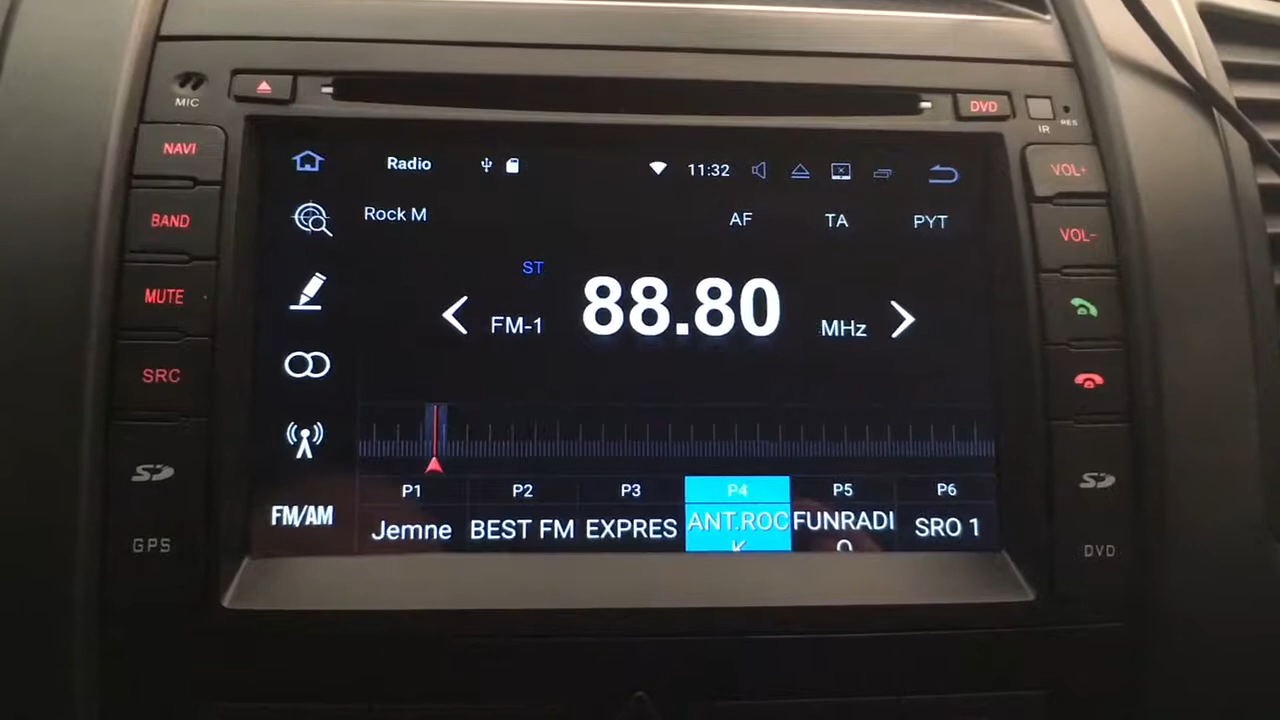 MIC
DVD
IR
RES
NAVI
BAND
MUTE
SRC
SD
GPS
Radio
11:32
Rock M
AF
TA
PYT
ST
FM-1
88.80
MHz
FM/AM
P1
P2
P3
P4
P5
P6
Jemne
BEST FM
EXPRES
ANT.ROC
K
FUNRADI
O
SRO 1
VOL+
VOL-
SD
DVD